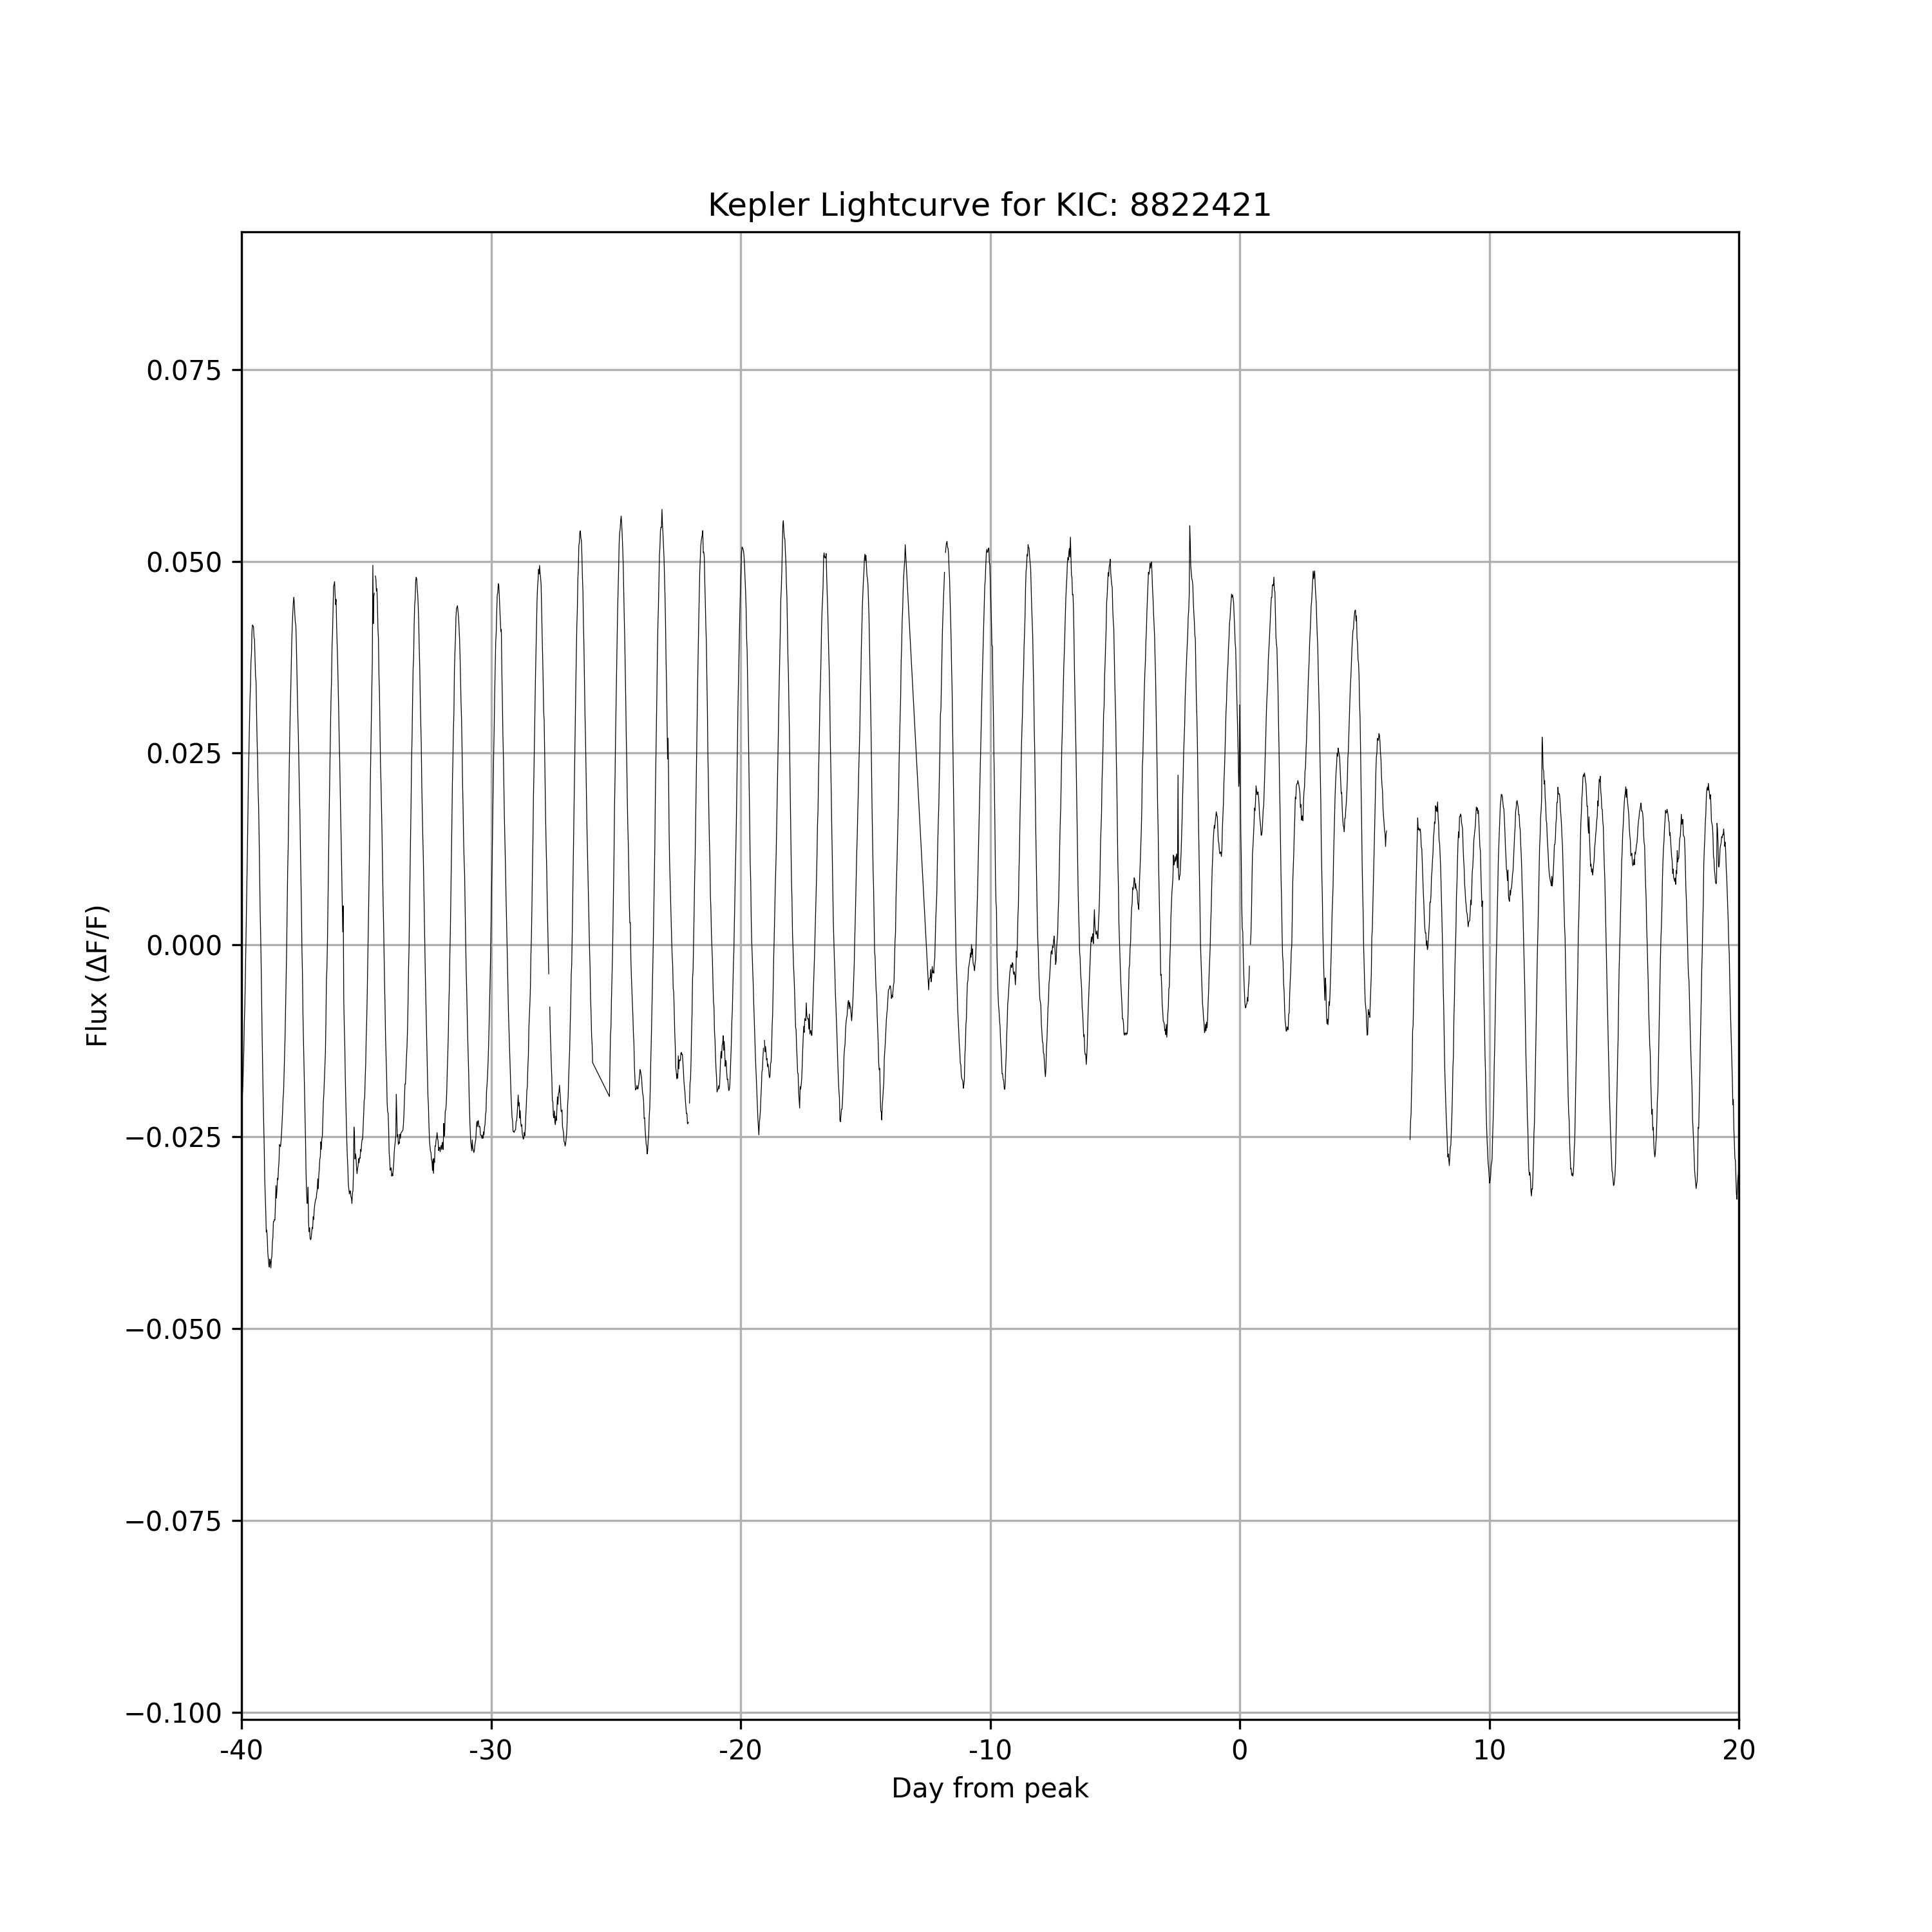 Kepler Lightcurve for KIC: 8822421
0.075
0.050
0.025
0.000
−0.025
−0.050
−0.075
−0.100
Flux (ΔF/F)
-40 -30 -20 -10 0 10 20
Day from peak